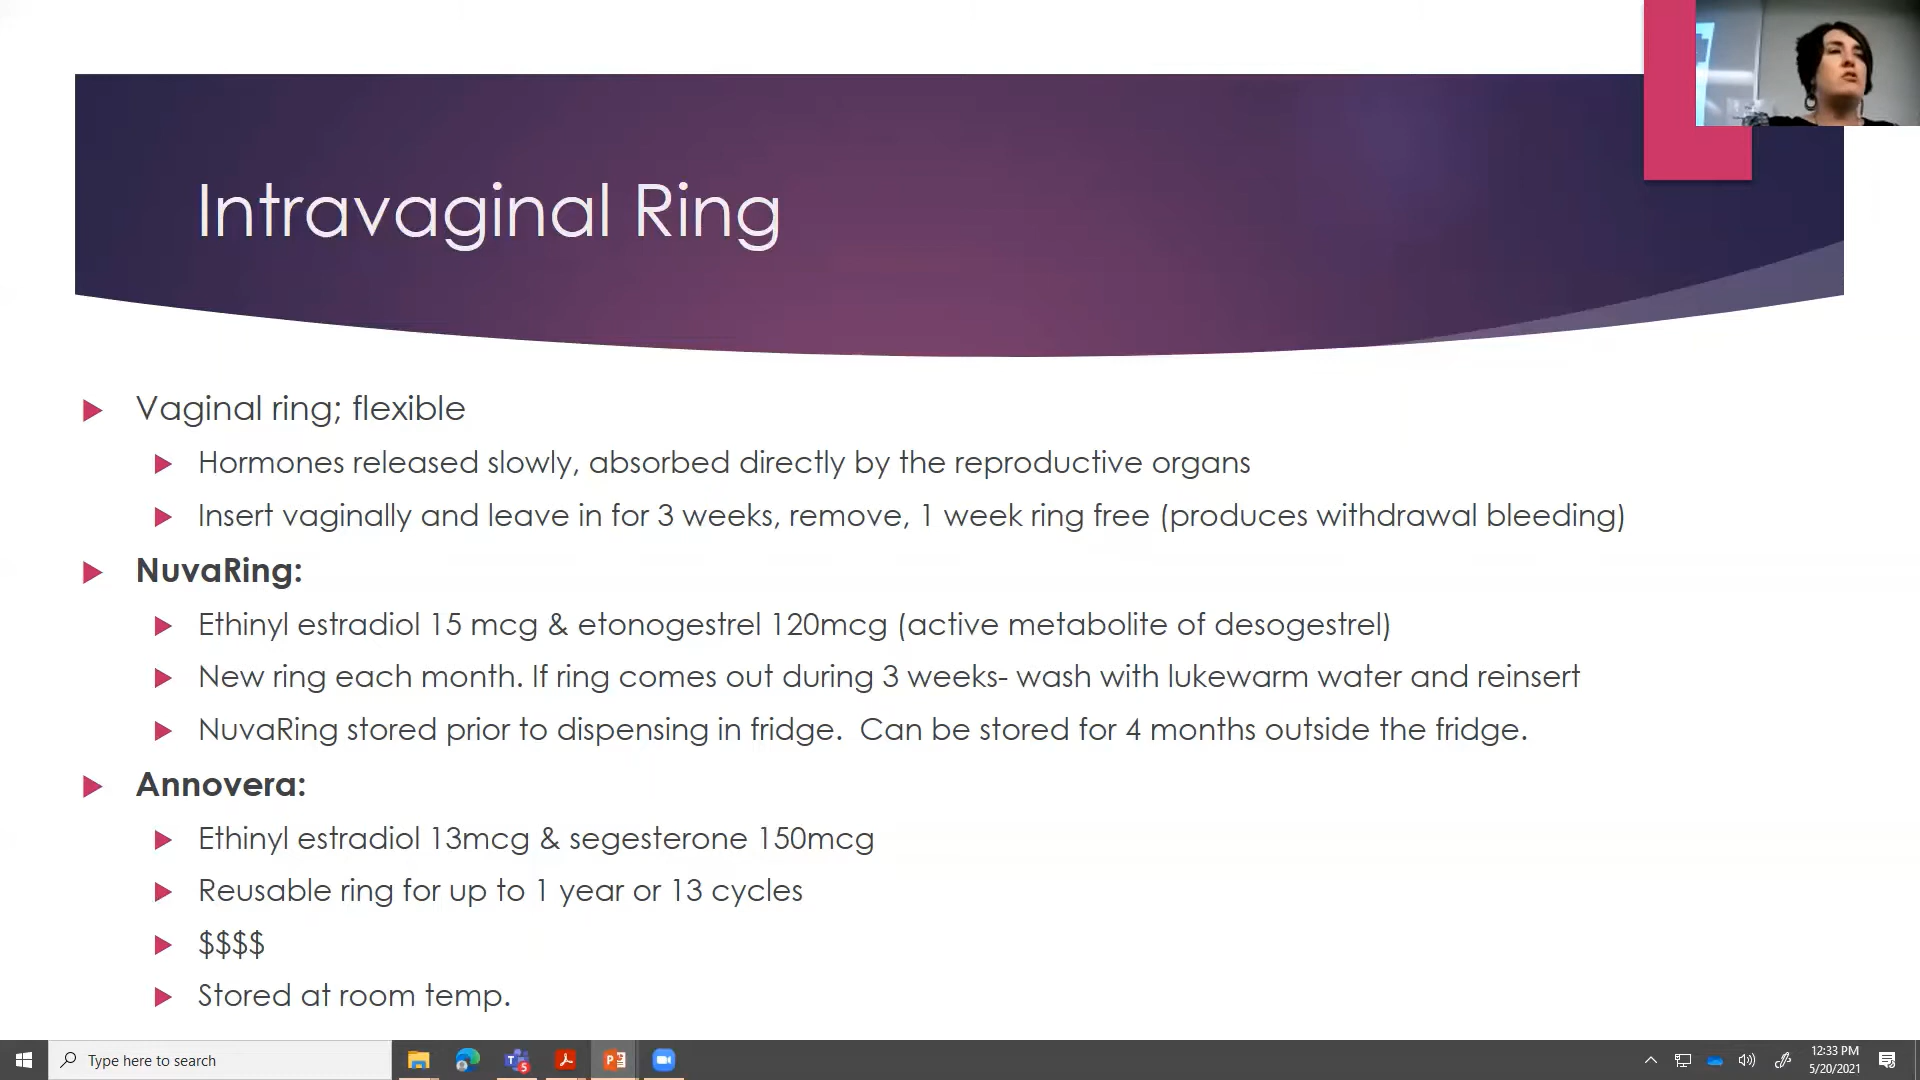 Intravaginal Ring
Vaginal ring; flexible
Hormones released slowly, absorbed directly by the reproductive organs
Insert vaginally and leave in for 3 weeks, remove, 1 week ring free (produces withdrawal bleeding)
NuvaRing:
Ethinyl estradiol 15 mcg & etonogestrel 120mcg (active metabolite of desogestrel)
New ring each month. If ring comes out during 3 weeks- wash with lukewarm water and reinsert
NuvaRing stored prior to dispensing in fridge.  Can be stored for 4 months outside the fridge.
Annovera:
Ethinyl estradiol 13mcg & segesterone 150mcg
Reusable ring for up to 1 year or 13 cycles
$$$$
Stored at room temp.
Type here to search
12:33 PM
5/20/2021